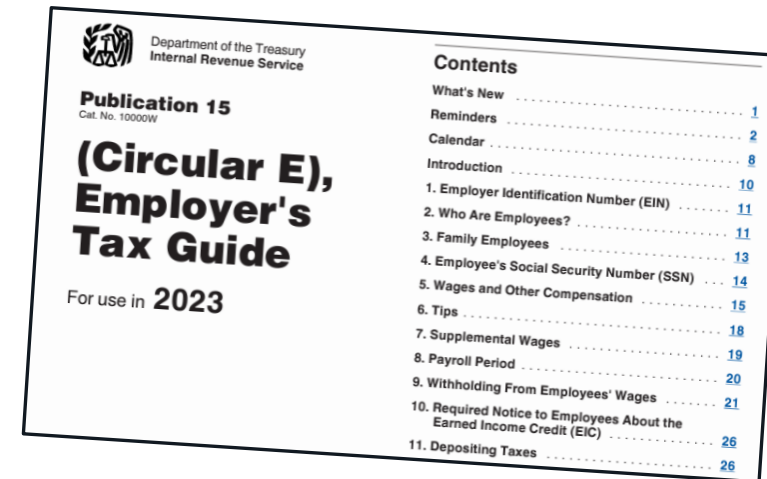 Department of the Treasury
Internal Revenue Service
Publication 15
Cat. No. 10000W
(Circular E),
Employer's
Tax Guide
For use in 2023
Contents
What's New . . . . . . . . . . . . . . . . . . . . . . . . . . . . . 1
Reminders . . . . . . . . . . . . . . . . . . . . . . . . . . . . . 2
Calendar . . . . . . . . . . . . . . . . . . . . . . . . . . . . . . 8
Introduction . . . . . . . . . . . . . . . . . . . . . . . . . . . 10
1. Employer Identification Number (EIN) . . . . . . . 11
2. Who Are Employees? . . . . . . . . . . . . . . . . . . . 11
3. Family Employees . . . . . . . . . . . . . . . . . . . . . 13
4. Employee's Social Security Number (SSN) . . . 14
5. Wages and Other Compensation . . . . . . . . . . . 15
6. Tips . . . . . . . . . . . . . . . . . . . . . . . . . . . . . . . 18
7. Supplemental Wages . . . . . . . . . . . . . . . . . . . 19
8. Payroll Period . . . . . . . . . . . . . . . . . . . . . . . . 20
9. Withholding From Employees' Wages . . . . . . . 21
10. Required Notice to Employees About the
Earned Income Credit (EIC) . . . . . . . . . . . . . . 26
11. Depositing Taxes . . . . . . . . . . . . . . . . . . . . . 26